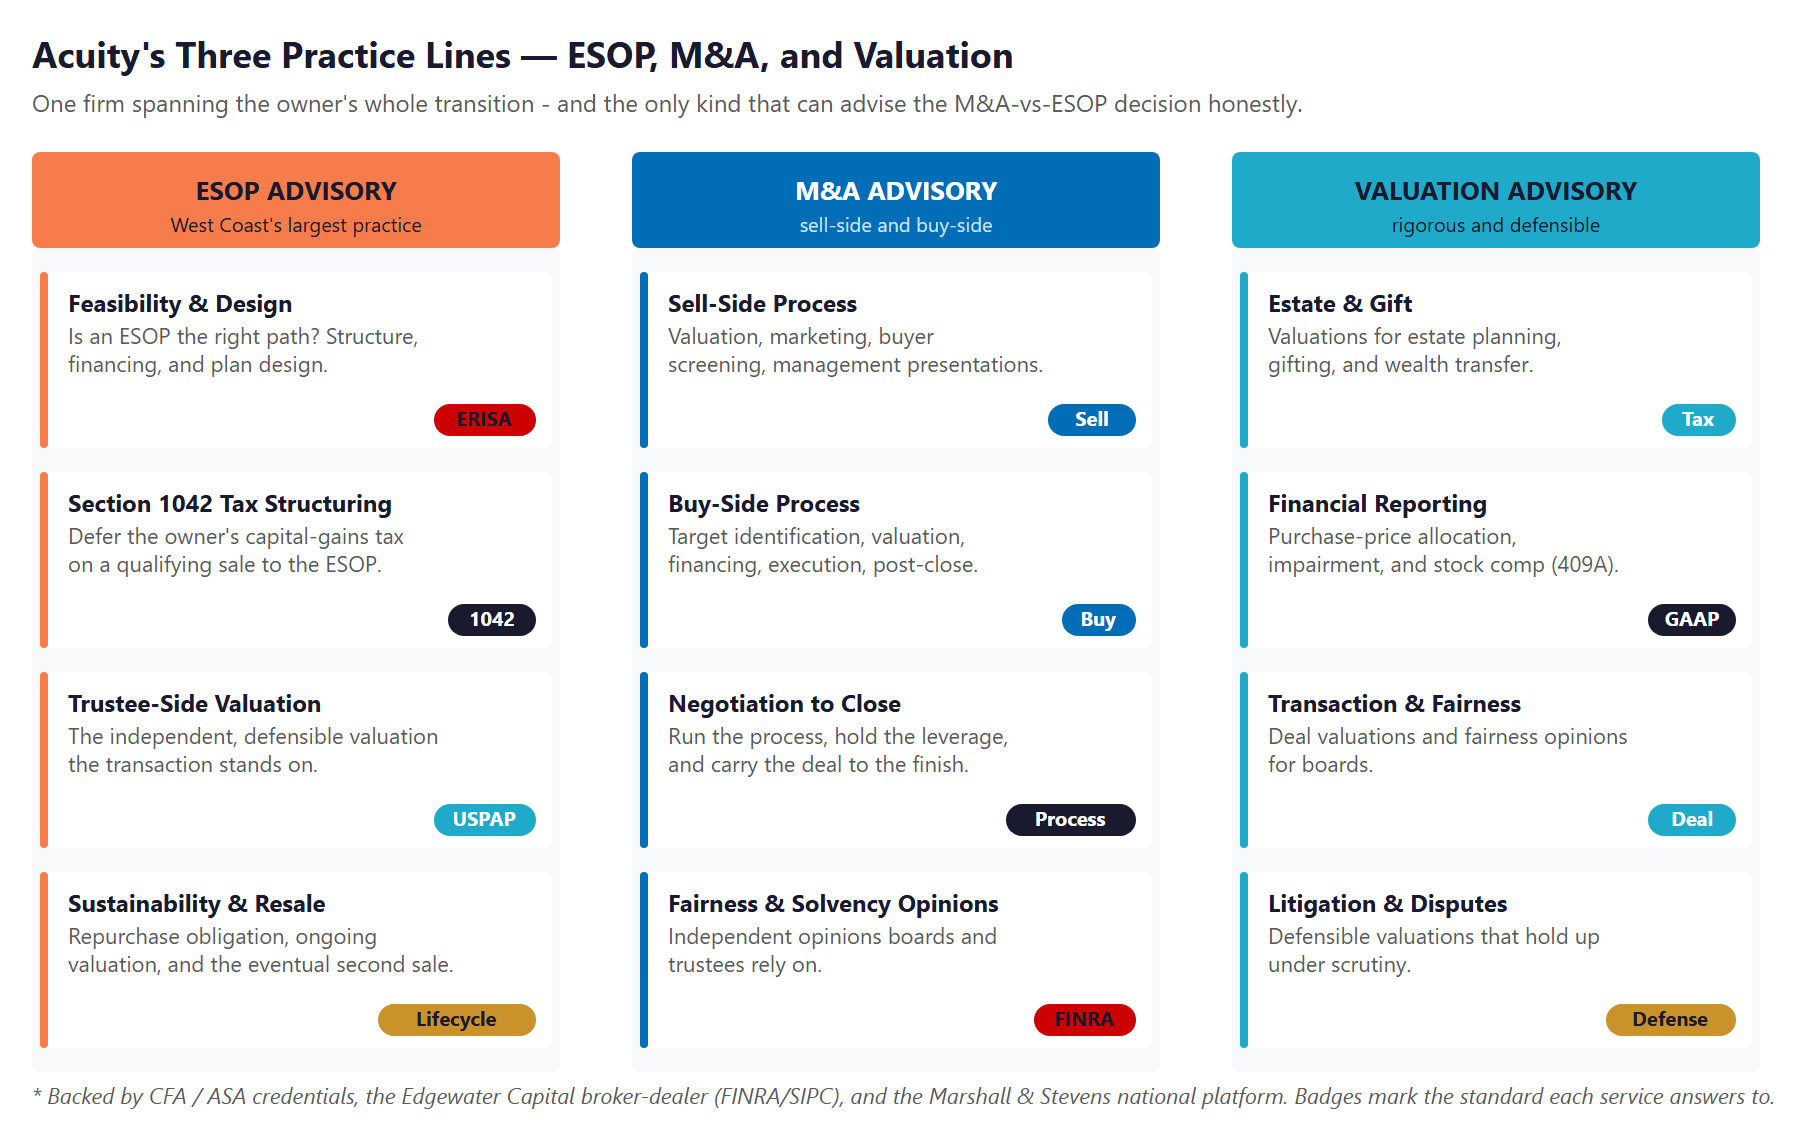 Acuity's Three Practice Lines — ESOP, M&A, and Valuation
One firm spanning the owner's whole transition - and the only kind that can advise the M&A-vs-ESOP decision honestly.
ESOP ADVISORY
West Coast's largest practice
Feasibility & Design
Is an ESOP the right path? Structure,
financing, and plan design.
ERISA
Section 1042 Tax Structuring
Defer the owner's capital-gains tax
on a qualifying sale to the ESOP.
1042
Trustee-Side Valuation
The independent, defensible valuation
the transaction stands on.
USPAP
Sustainability & Resale
Repurchase obligation, ongoing
valuation, and the eventual second sale.
Lifecycle
M&A ADVISORY
sell-side and buy-side
Sell-Side Process
Valuation, marketing, buyer
screening, management presentations.
Sell
Buy-Side Process
Target identification, valuation,
financing, execution, post-close.
Buy
Negotiation to Close
Run the process, hold the leverage,
and carry the deal to the finish.
Process
Fairness & Solvency Opinions
Independent opinions boards and
trustees rely on.
FINRA
VALUATION ADVISORY
rigorous and defensible
Estate & Gift
Valuations for estate planning,
gifting, and wealth transfer.
Tax
Financial Reporting
Purchase-price allocation,
impairment, and stock comp (409A).
GAAP
Transaction & Fairness
Deal valuations and fairness opinions
for boards.
Deal
Litigation & Disputes
Defensible valuations that hold up
under scrutiny.
Defense
* Backed by CFA / ASA credentials, the Edgewater Capital broker-dealer (FINRA/SIPC), and the Marshall & Stevens national platform. Badges mark the standard each service answers to.